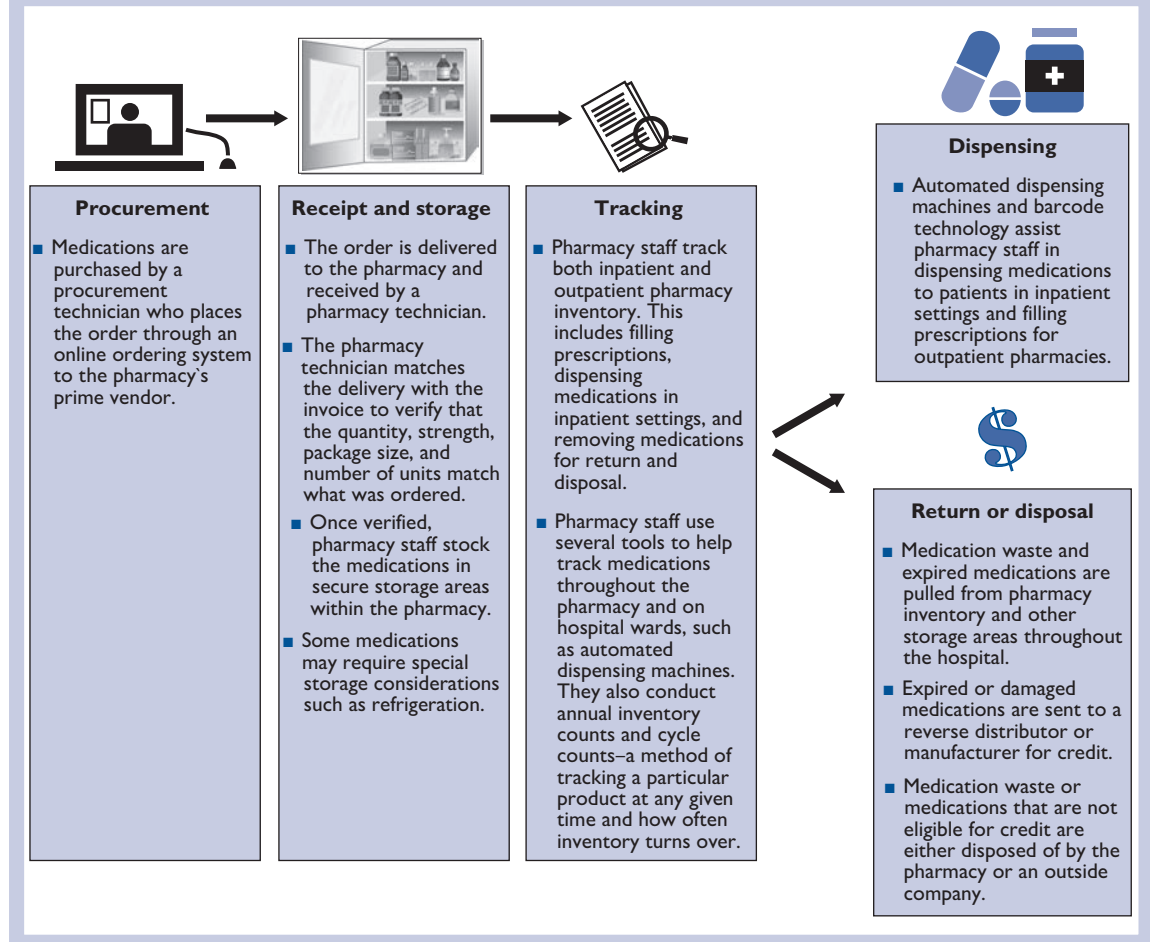 Procurement
■ Medications are
purchased by a
procurement
technician who places
the order through an
online ordering system
to the pharmacy`s
prime vendor.
Receipt and storage
■ The order is delivered
to the pharmacy and
received by a
pharmacy technician.
■ The pharmacy
technician matches
the delivery with the
invoice to verify that
the quantity, strength,
package size, and
number of units match
what was ordered.
■ Once verified,
pharmacy staff stock
the medications in
secure storage areas
within the pharmacy.
■ Some medications
may require special
storage considerations
such as refrigeration.
Tracking
■ Pharmacy staff track
both inpatient and
outpatient pharmacy
inventory. This
includes filling
prescriptions,
dispensing
medications in
inpatient settings, and
removing medications
for return and
disposal.
■ Pharmacy staff use
several tools to help
track medications
throughout the
pharmacy and on
hospital wards, such
as automated
dispensing machines.
They also conduct
annual inventory
counts and cycle
counts–a method of
tracking a particular
product at any given
time and how often
inventory turns over.
Dispensing
■ Automated dispensing
machines and barcode
technology assist
pharmacy staff in
dispensing medications
to patients in inpatient
settings and filling
prescriptions for
outpatient pharmacies.
$
Return or disposal
■ Medication waste and
expired medications are
pulled from pharmacy
inventory and other
storage areas throughout
the hospital.
■ Expired or damaged
medications are sent to a
reverse distributor or
manufacturer for credit.
■ Medication waste or
medications that are not
eligible for credit are
either disposed of by the
pharmacy or an outside
company.